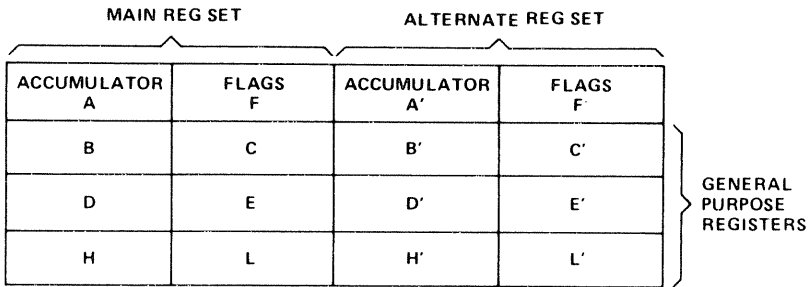 MAIN REG SET
ALTERNATE REG SET
ACCUMULATOR
A
FLAGS
F
ACCUMULATOR
A'
FLAGS
F'
B
C
B'
C'
D
E
D'
E'
H
L
H'
L'
GENERAL
PURPOSE
REGISTERS